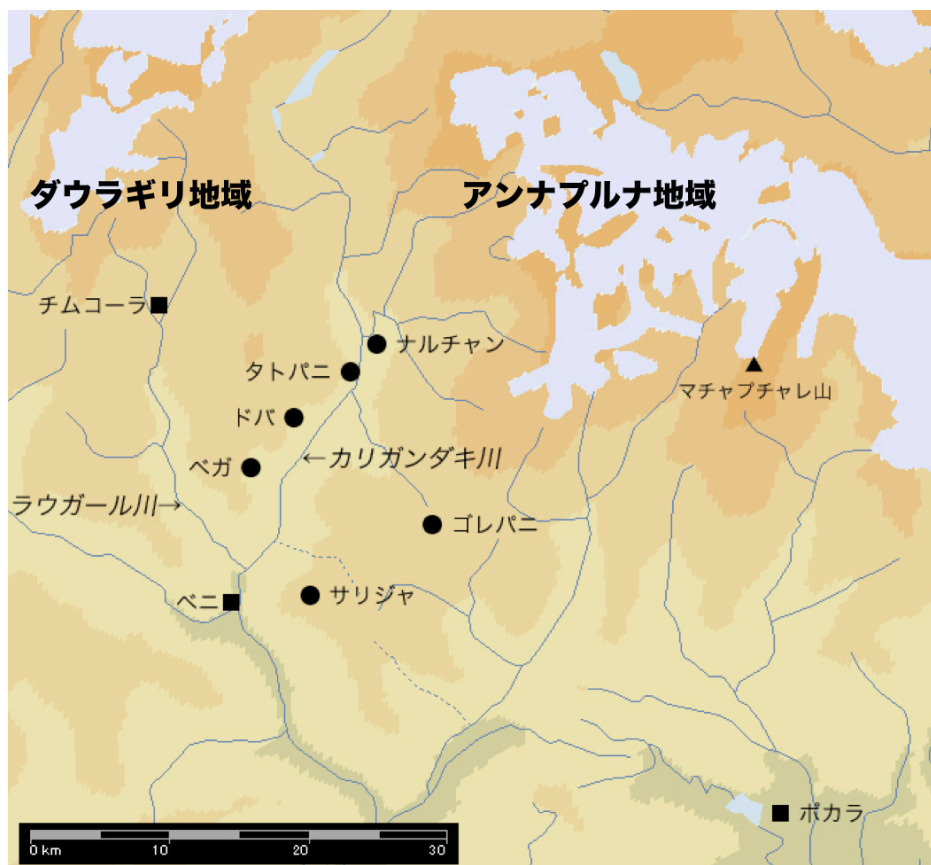 ダウラギリ地域
アンナプルナ地域
チムコーラ
ナルチャン
タトパニ
マチャプチャレ山
ドバ
←カリガンダキ川
ベガ
ラウガール川→
ゴレパニ
ベニ
サリジャ
ポカラ
0 km 10 20 30